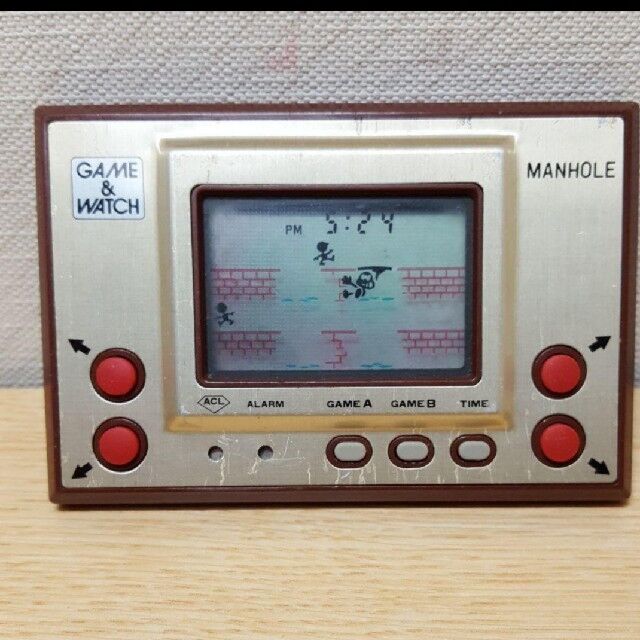 GAME
&
WATCH
MANHOLE
PM 5:24
ACL
ALARM
GAME A
GAME B
TIME